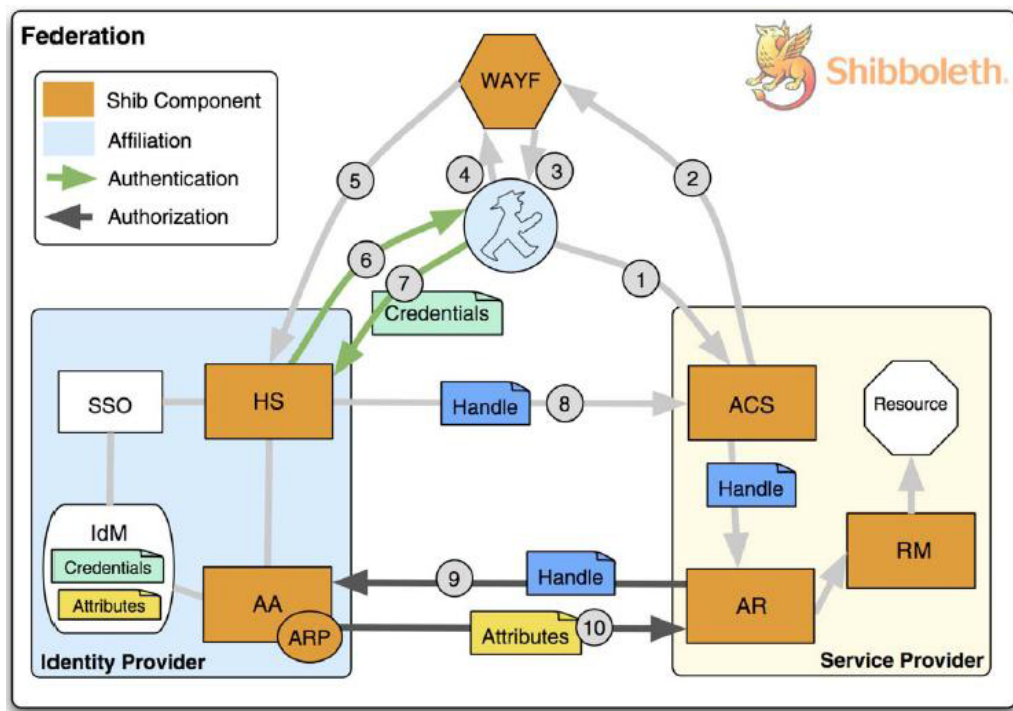 Federation
Shib Component
Affiliation
Authentication
Authorization
WAYF
Shibboleth.
5
4
3
2
6
7
1
Credentials
SSO
HS
Handle
8
ACS
Resource
Handle
IdM
Credentials
Attributes
AA
ARP
9
Handle
Attributes
10
AR
RM
Identity Provider
Service Provider